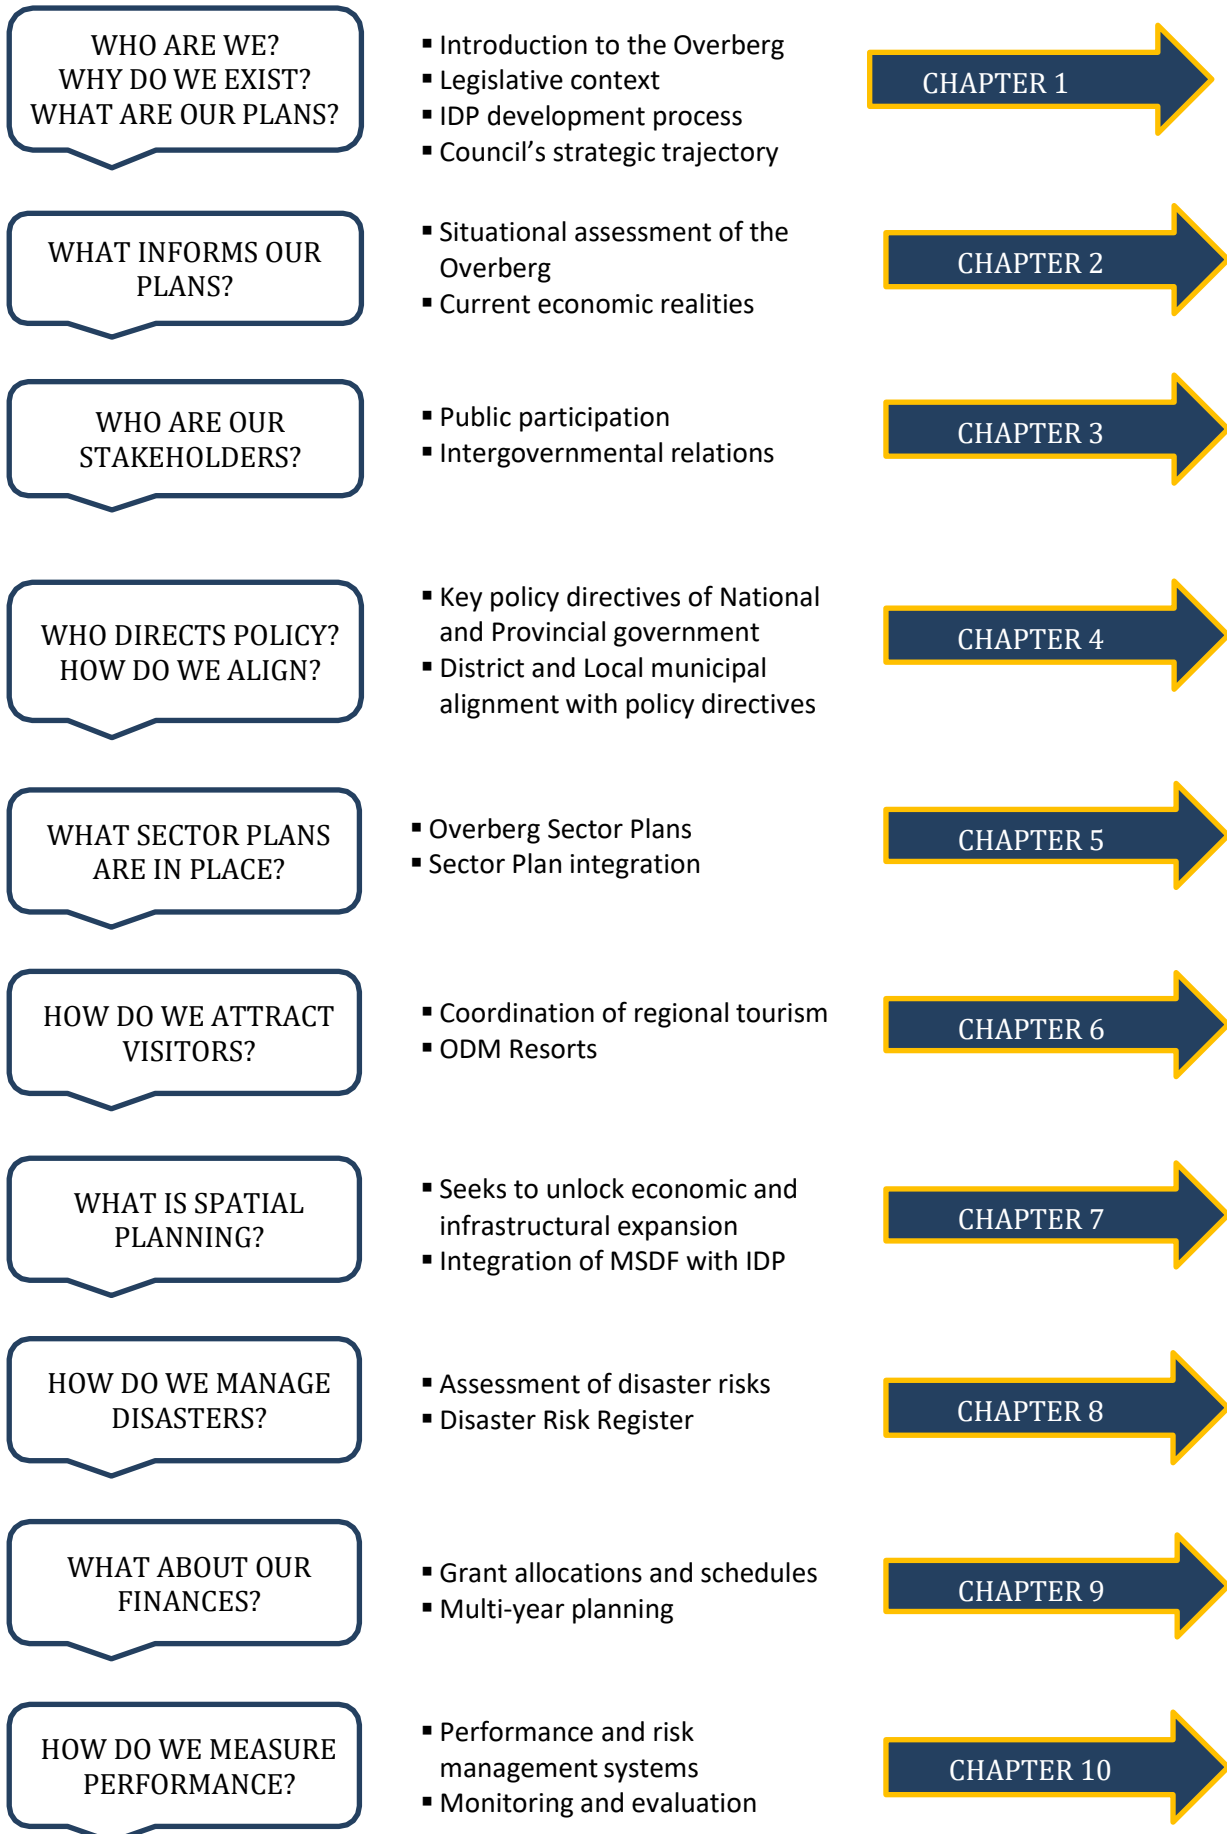 WHO ARE WE?
WHY DO WE EXIST?
WHAT ARE OUR PLANS?
▪ Introduction to the Overberg
▪ Legislative context
▪ IDP development process
▪ Council’s strategic trajectory
CHAPTER 1
WHAT INFORMS OUR
PLANS?
▪ Situational assessment of the
Overberg
▪ Current economic realities
CHAPTER 2
WHO ARE OUR
STAKEHOLDERS?
▪ Public participation
▪ Intergovernmental relations
CHAPTER 3
WHO DIRECTS POLICY?
HOW DO WE ALIGN?
▪ Key policy directives of National
and Provincial government
▪ District and Local municipal
alignment with policy directives
CHAPTER 4
WHAT SECTOR PLANS
ARE IN PLACE?
▪ Overberg Sector Plans
▪ Sector Plan integration
CHAPTER 5
HOW DO WE ATTRACT
VISITORS?
▪ Coordination of regional tourism
▪ ODM Resorts
CHAPTER 6
WHAT IS SPATIAL
PLANNING?
▪ Seeks to unlock economic and
infrastructural expansion
▪ Integration of MSDF with IDP
CHAPTER 7
HOW DO WE MANAGE
DISASTERS?
▪ Assessment of disaster risks
▪ Disaster Risk Register
CHAPTER 8
WHAT ABOUT OUR
FINANCES?
▪ Grant allocations and schedules
▪ Multi-year planning
CHAPTER 9
HOW DO WE MEASURE
PERFORMANCE?
▪ Performance and risk
management systems
▪ Monitoring and evaluation
CHAPTER 10